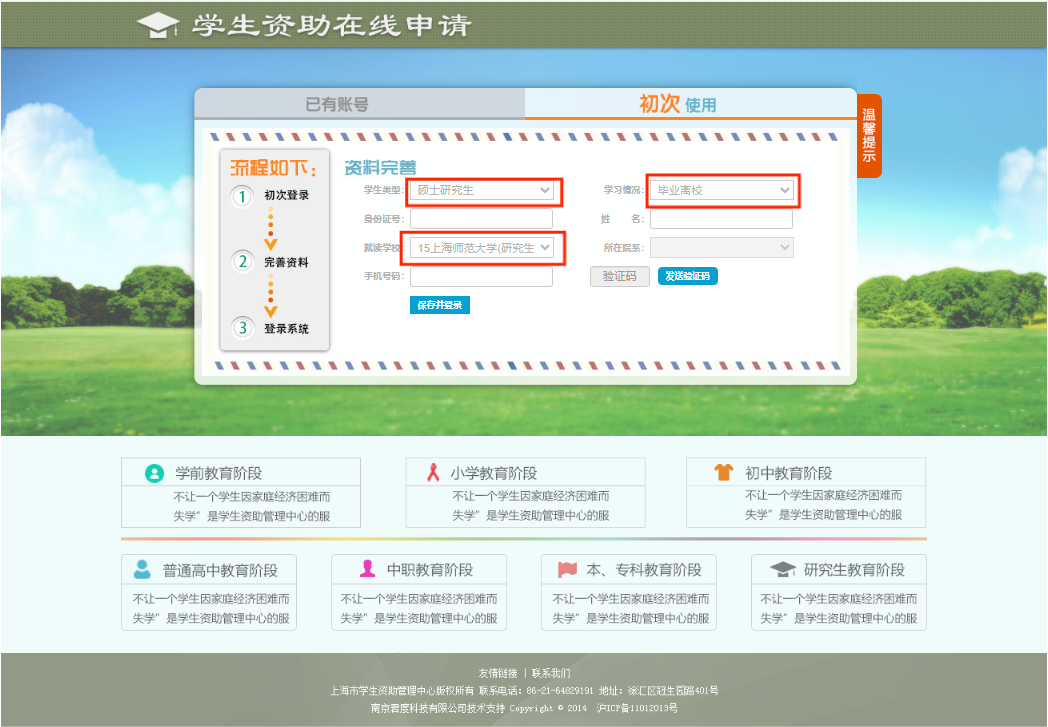 学生资助在线申请
已有账号
初次 使用
温馨提示
流程如下：
1 初次登录
2 完善资料
3 登录系统
资料完善
学生类型: 硕士研究生 学习情况: 毕业离校
身份证号: 姓 名:
就读学校: 15上海师范大学(研究生 所在院系:
手机号码: 验证码 发送验证码
保存并登录
学前教育阶段
不让一个学生因家庭经济困难而
失学”是学生资助管理中心的服
小学教育阶段
不让一个学生因家庭经济困难而
失学”是学生资助管理中心的服
初中教育阶段
不让一个学生因家庭经济困难而
失学”是学生资助管理中心的服
普通高中教育阶段
不让一个学生因家庭经济困难而
失学”是学生资助管理中心的服
中职教育阶段
不让一个学生因家庭经济困难而
失学”是学生资助管理中心的服
本、专科教育阶段
不让一个学生因家庭经济困难而
失学”是学生资助管理中心的服
研究生教育阶段
不让一个学生因家庭经济困难而
失学”是学生资助管理中心的服
友情链接 | 联系我们
上海市学生资助管理中心版权所有 联系电话：86-21-64829191 地址：徐汇区冠生园路401号
南京君度科技有限公司技术支持 Copyright © 2014 沪ICP备11012013号